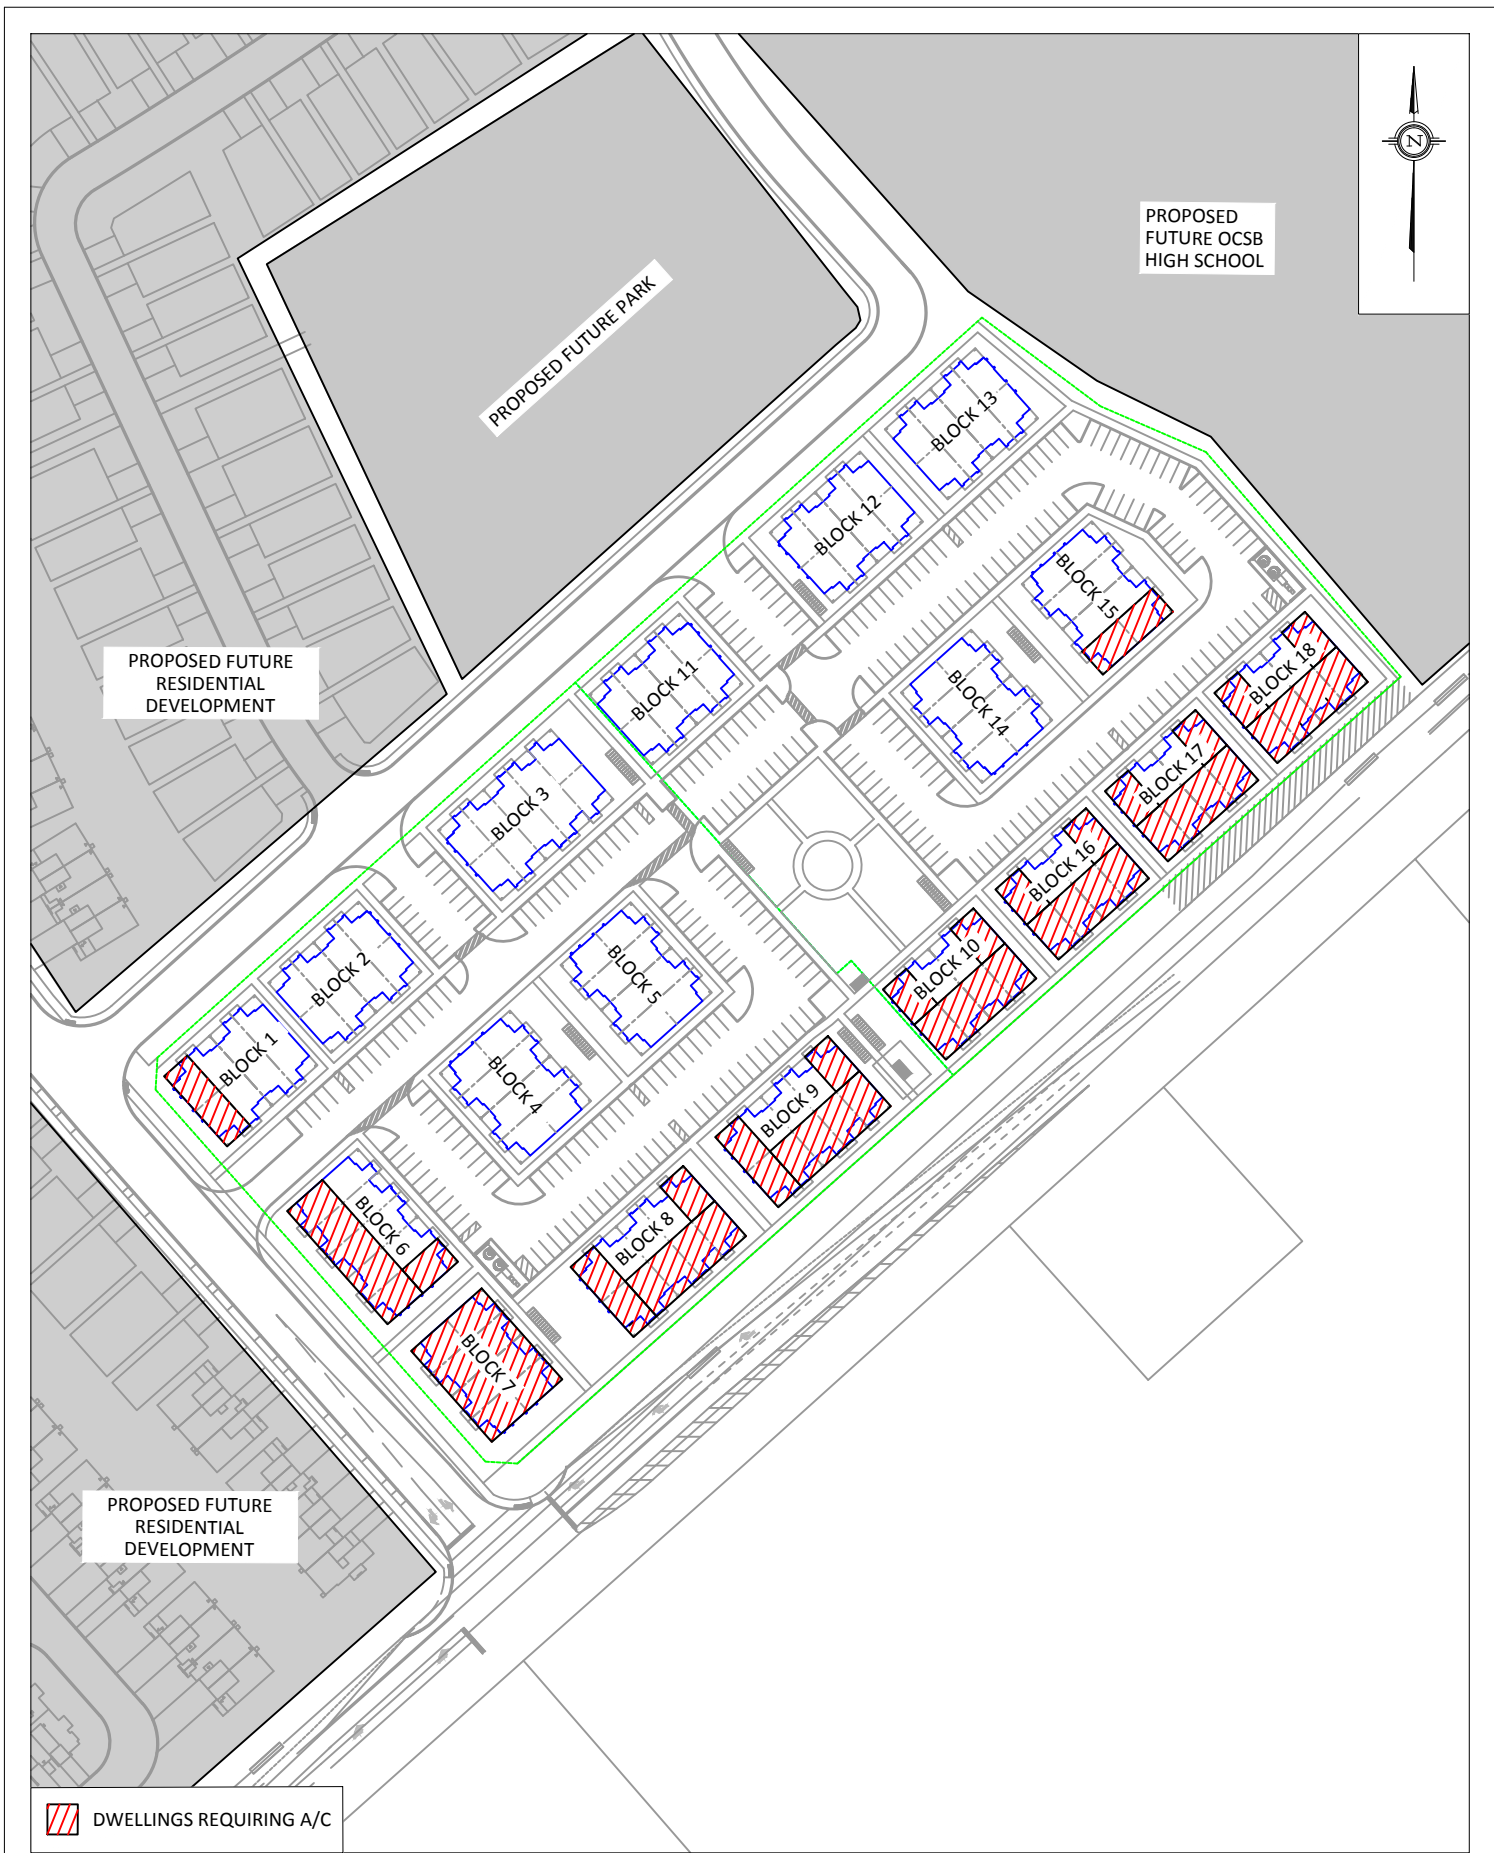 N
PROPOSED
FUTURE OCSB
HIGH SCHOOL
PROPOSED FUTURE PARK
BLOCK 13
BLOCK 12
BLOCK 15
BLOCK 11
BLOCK 14
BLOCK 18
PROPOSED FUTURE
RESIDENTIAL
DEVELOPMENT
BLOCK 3
BLOCK 17
BLOCK 16
BLOCK 2
BLOCK 5
BLOCK 10
BLOCK 1
BLOCK 4
BLOCK 9
BLOCK 6
BLOCK 8
BLOCK 7
PROPOSED FUTURE
RESIDENTIAL
DEVELOPMENT
DWELLINGS REQUIRING A/C